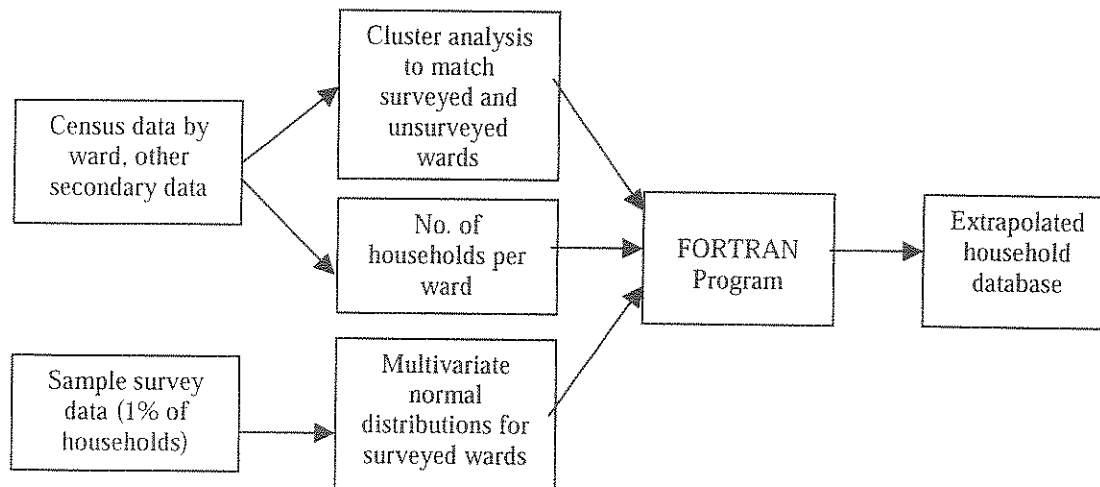 Cluster analysis
to match
surveyed and
unsurveyed
wards
Census data by
ward, other
secondary data
No. of
households per
ward
FORTRAN
Program
Extrapolated
household
database
Sample survey
data (1% of
households)
Multivariate
normal
distributions for
surveyed wards